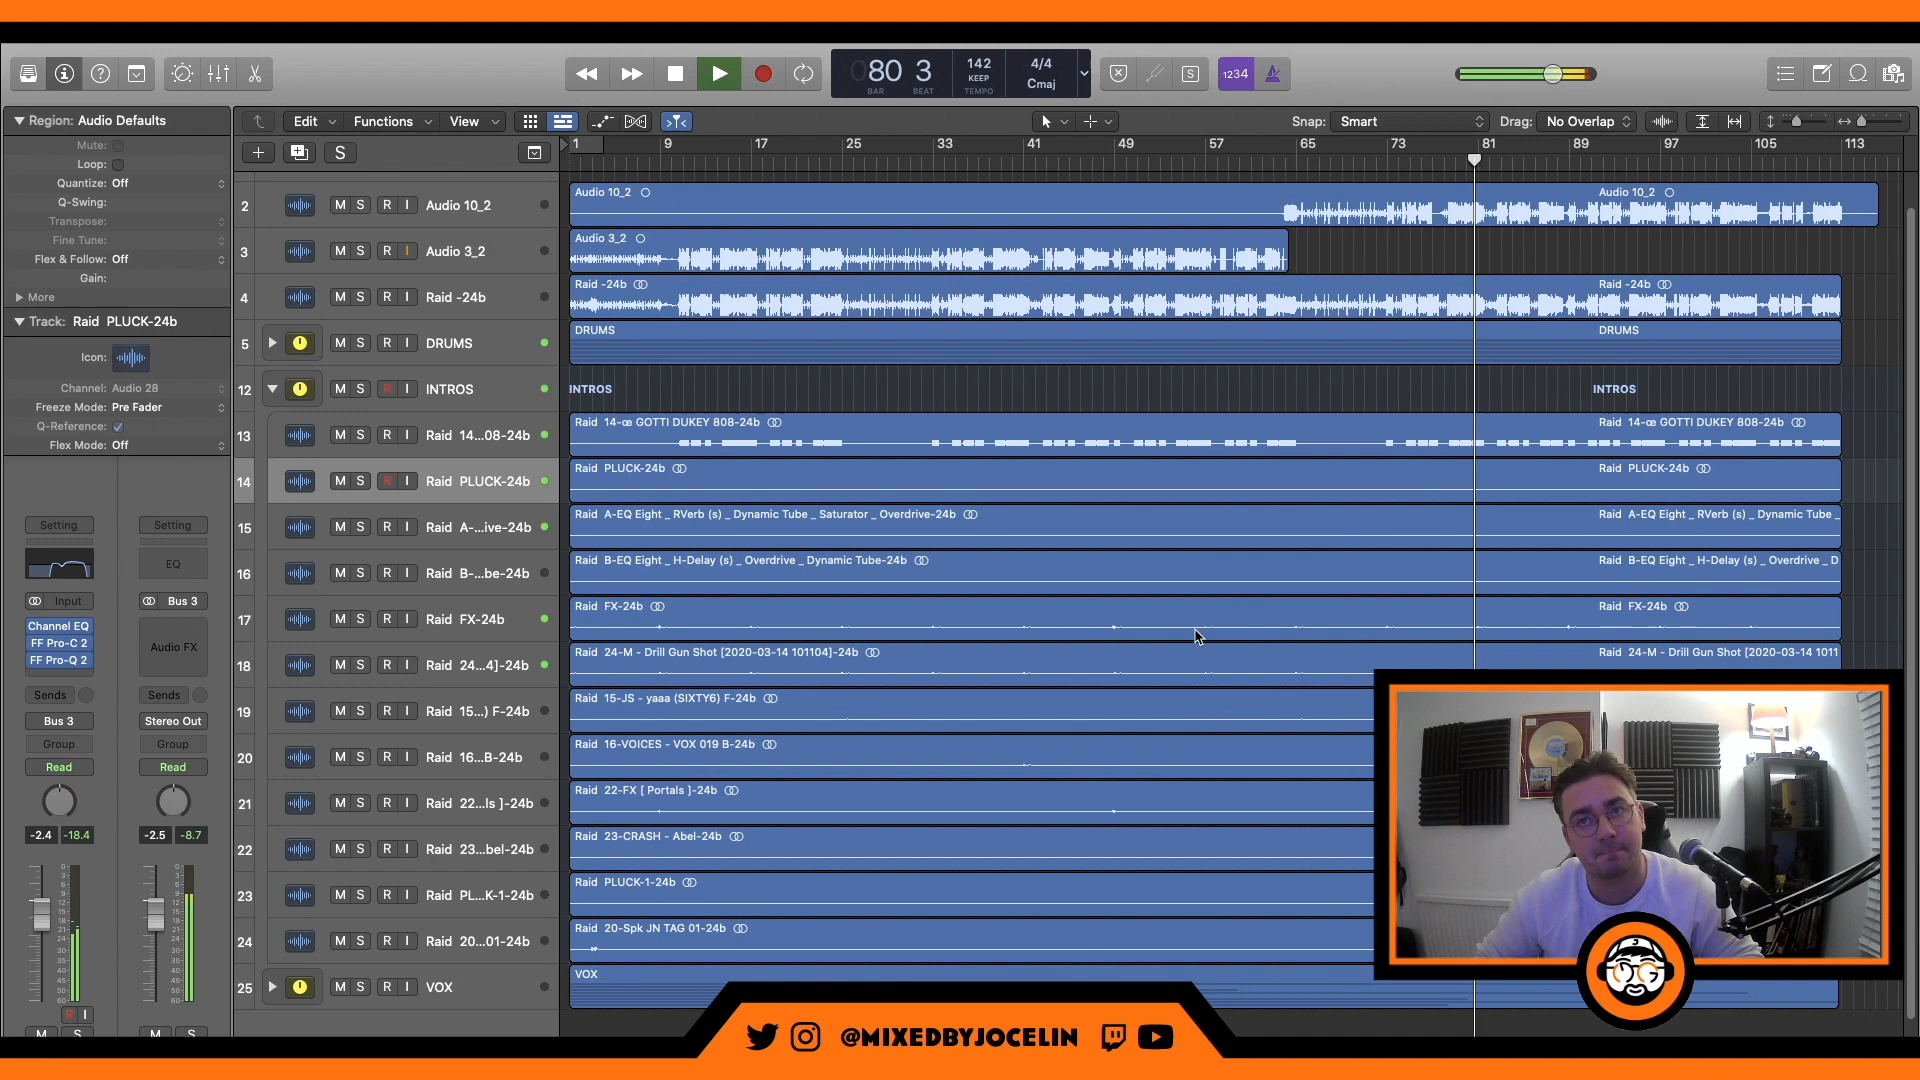 080 3
BAR BEAT
142
KEEP
TEMPO
4/4
Cmaj
S
1234
Region: Audio Defaults
Mute:
Loop:
Quantize: Off
Q-Swing:
Transpose:
Fine Tune:
Flex & Follow: Off
Gain:
More
Track: Raid PLUCK-24b
Icon:
Channel: Audio 28
Freeze Mode: Pre Fader
Q-Reference:
Flex Mode: Off
Setting Setting
EQ
Input Bus 3
Channel EQ
FF Pro-C 2
FF Pro-Q 2
Audio FX
Sends Sends
Bus 3 Stereo Out
Group Group
Read Read
-2.4 -18.4 -2.5 -8.7
R I
M S M S
Edit Functions View
Snap: Smart
Drag: No Overlap
S
1 9 17 25 33 41 49 57 65 73 81 89 97 105 113
2 M S R I Audio 10_2
3 M S R I Audio 3_2
4 M S R I Raid -24b
5 M S R I DRUMS
12 M S R I INTROS
13 M S R I Raid 14...08-24b
14 M S R I Raid PLUCK-24b
15 M S R I Raid A-...ive-24b
16 M S R I Raid B-...be-24b
17 M S R I Raid FX-24b
18 M S R I Raid 24...4]-24b
19 M S R I Raid 15...) F-24b
20 M S R I Raid 16...B-24b
21 M S R I Raid 22...ls ]-24b
22 M S R I Raid 23...bel-24b
23 M S R I Raid PL...K-1-24b
24 M S R I Raid 20...01-24b
25 M S R I VOX
Audio 10_2 Audio 10_2
Audio 3_2
Raid -24b Raid -24b
DRUMS DRUMS
INTROS INTROS
Raid 14-œ GOTTI DUKEY 808-24b Raid 14-œ GOTTI DUKEY 808-24b
Raid PLUCK-24b Raid PLUCK-24b
Raid A-EQ Eight _ RVerb (s) _ Dynamic Tube _ Saturator _ Overdrive-24b Raid A-EQ Eight _ RVerb (s) _ Dynamic Tube _
Raid B-EQ Eight _ H-Delay (s) _ Overdrive _ Dynamic Tube-24b Raid B-EQ Eight _ H-Delay (s) _ Overdrive _ D
Raid FX-24b Raid FX-24b
Raid 24-M - Drill Gun Shot [2020-03-14 101104]-24b Raid 24-M - Drill Gun Shot [2020-03-14 1011
Raid 15-JS - yaaa (SIXTY6) F-24b
Raid 16-VOICES - VOX 019 B-24b
Raid 22-FX [ Portals ]-24b
Raid 23-CRASH - Abel-24b
Raid PLUCK-1-24b
Raid 20-Spk JN TAG 01-24b
VOX
@MIXEDBYJOCELIN